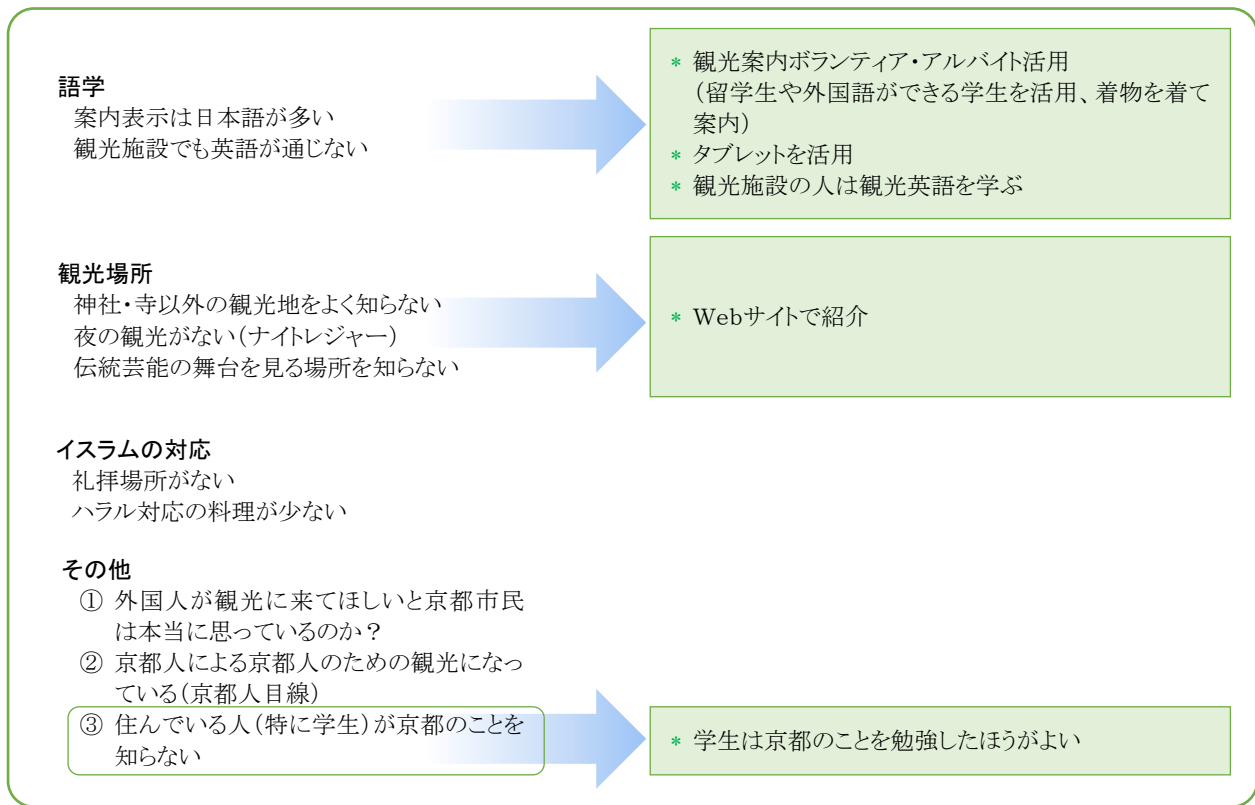 語学
案内表示は日本語が多い
観光施設でも英語が通じない
* 観光案内ボランティア・アルバイト活用
（留学生や外国語ができる学生を活用、着物を着て
案内）
* タブレットを活用
* 観光施設の人は観光英語を学ぶ
観光場所
神社・寺以外の観光地をよく知らない
夜の観光がない（ナイトレジャー）
伝統芸能の舞台を見る場所を知らない
* Webサイトで紹介
イスラムの対応
礼拝場所がない
ハラル対応の料理が少ない
その他
① 外国人が観光に来てほしいと京都市民
は本当に思っているのか？
② 京都人による京都人のための観光になっ
ている（京都人目線）
③ 住んでいる人（特に学生）が京都のことを
知らない
* 学生は京都のことを勉強したほうがよい